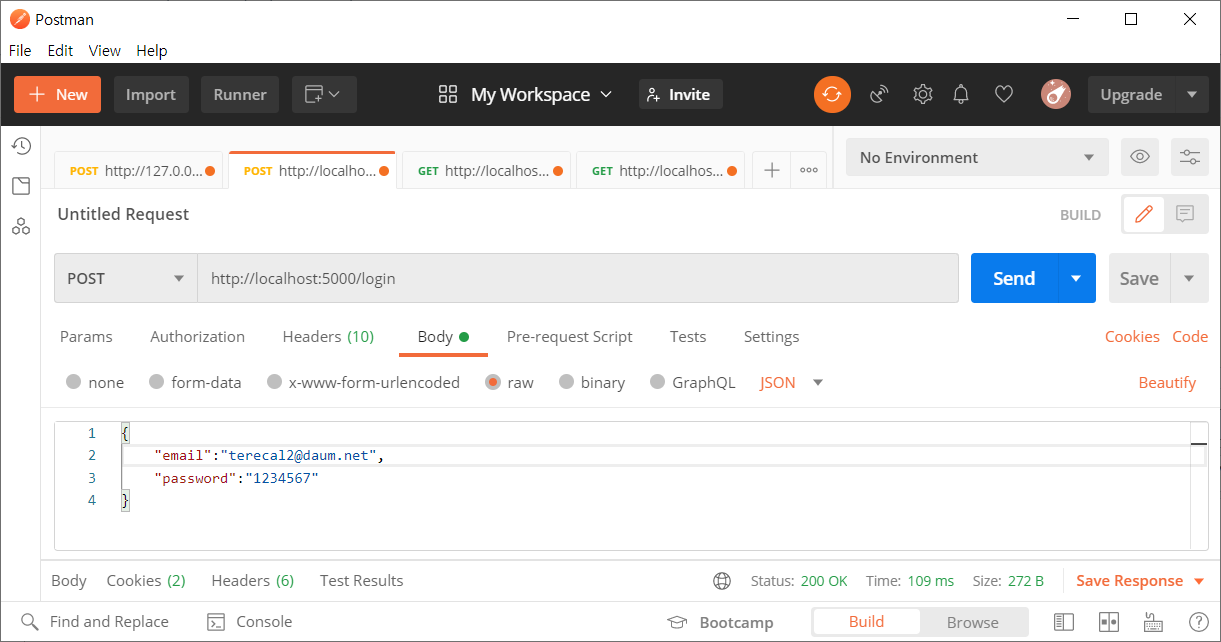 Postman
File Edit View Help
New Import Runner My Workspace Invite Upgrade
POST http://127.0.0... POST http://localho... GET http://localhos... GET http://localhos... No Environment
Untitled Request BUILD
POST http://localhost:5000/login Send Save
Params Authorization Headers (10) Body Pre-request Script Tests Settings Cookies Code
none form-data x-www-form-urlencoded raw binary GraphQL JSON Beautify
1 {
2 "email":"terecal2@daum.net",
3 "password":"1234567"
4 }
Body Cookies (2) Headers (6) Test Results Status: 200 OK Time: 109 ms Size: 272 B Save Response
Find and Replace Console Bootcamp Build Browse